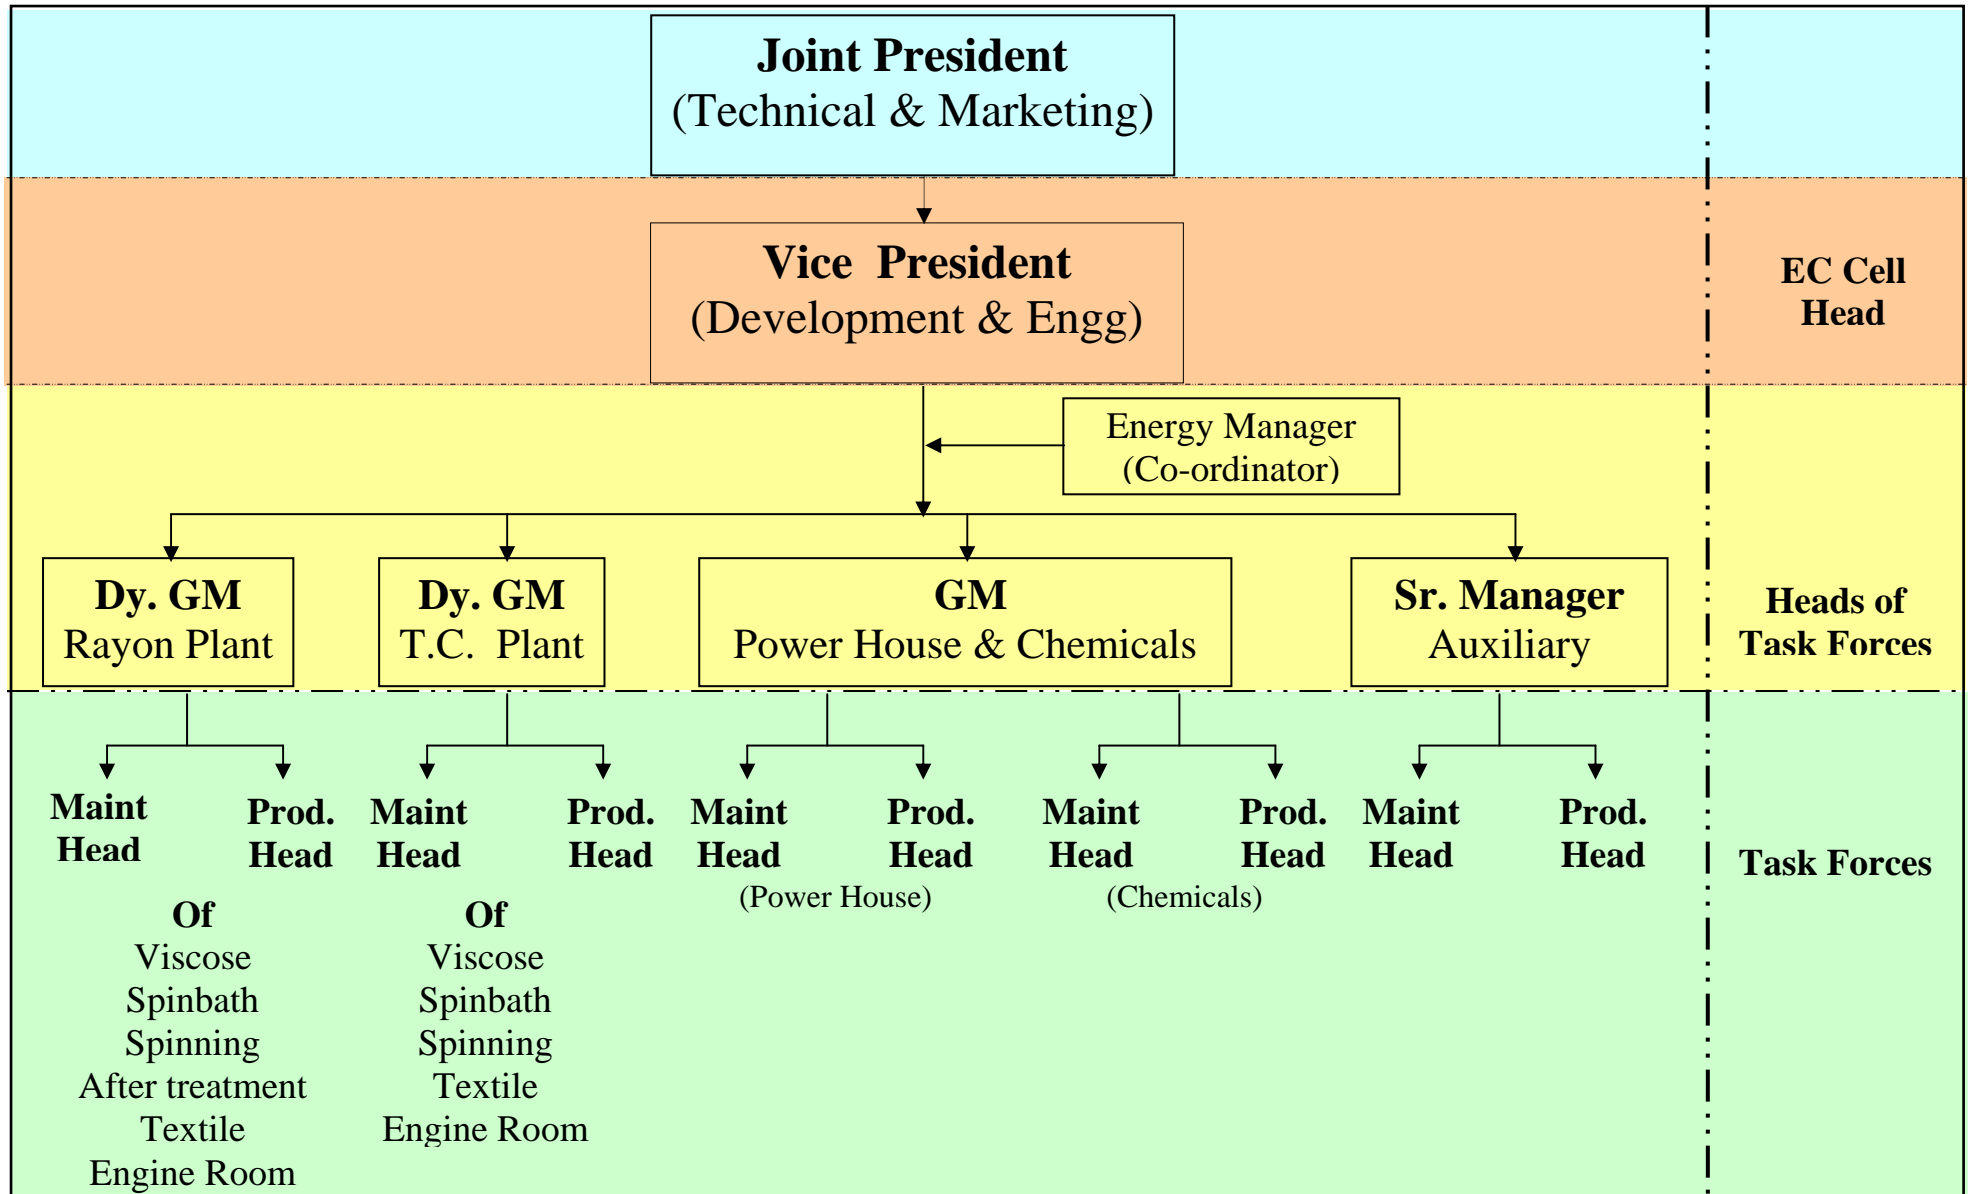 Joint President
(Technical & Marketing)
Vice President
(Development & Engg)
EC Cell
Head
Energy Manager
(Co-ordinator)
Dy. GM
Rayon Plant
Dy. GM
T.C. Plant
GM
Power House & Chemicals
Sr. Manager
Auxiliary
Heads of
Task Forces
Maint
Head
Prod.
Head
Maint
Head
Prod.
Head
Maint
Head
Prod.
Head
(Power House)
Maint
Head
Prod.
Head
(Chemicals)
Maint
Head
Prod.
Head
Task Forces
Of
Viscose
Spinbath
Spinning
After treatment
Textile
Engine Room
Of
Viscose
Spinbath
Spinning
Textile
Engine Room